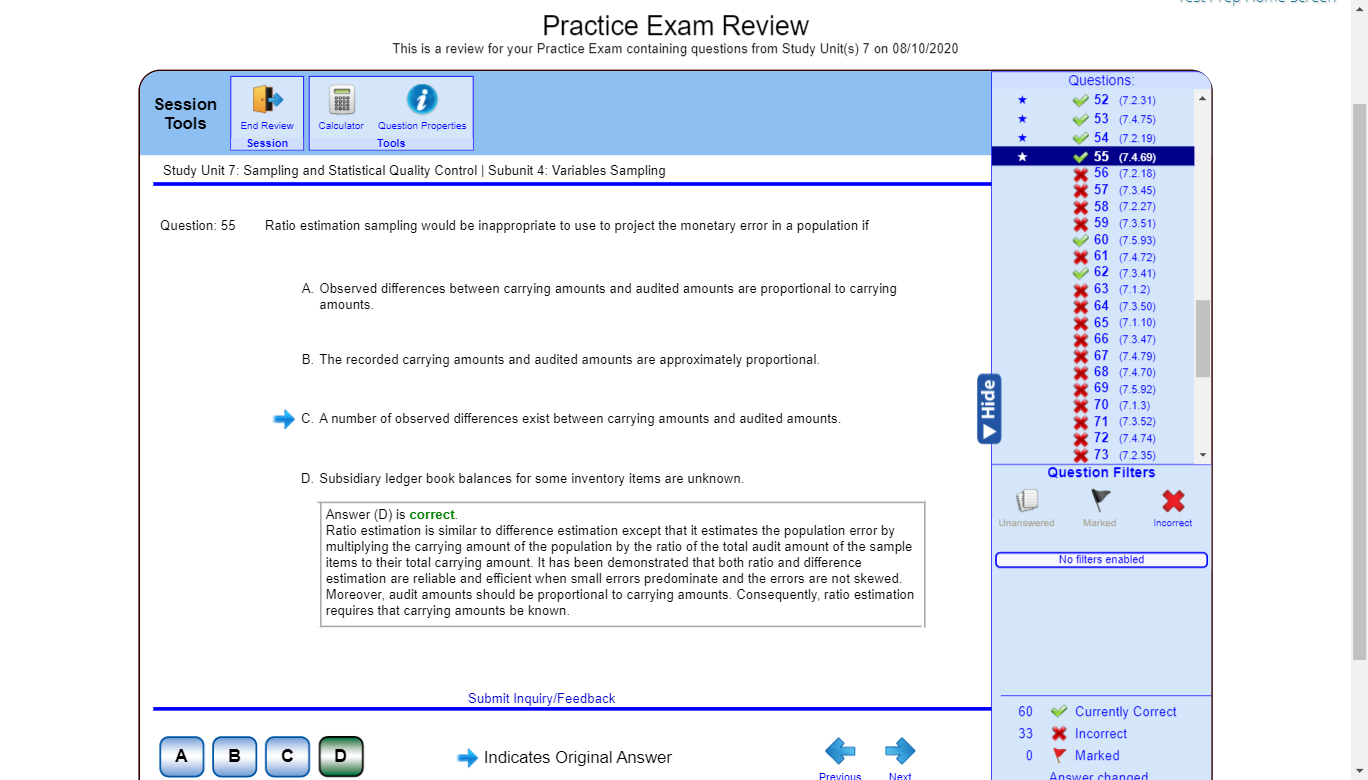 Test Prep Home Screen
Practice Exam Review
This is a review for your Practice Exam containing questions from Study Unit(s) 7 on 08/10/2020
Session
Tools
End Review
Session
Calculator
Question Properties
Tools
Study Unit 7: Sampling and Statistical Quality Control | Subunit 4: Variables Sampling
Question: 55 Ratio estimation sampling would be inappropriate to use to project the monetary error in a population if
A. Observed differences between carrying amounts and audited amounts are proportional to carrying
amounts.
B. The recorded carrying amounts and audited amounts are approximately proportional.
C. A number of observed differences exist between carrying amounts and audited amounts.
D. Subsidiary ledger book balances for some inventory items are unknown.
Answer (D) is correct.
Ratio estimation is similar to difference estimation except that it estimates the population error by
multiplying the carrying amount of the population by the ratio of the total audit amount of the sample
items to their total carrying amount. It has been demonstrated that both ratio and difference
estimation are reliable and efficient when small errors predominate and the errors are not skewed.
Moreover, audit amounts should be proportional to carrying amounts. Consequently, ratio estimation
requires that carrying amounts be known.
Submit Inquiry/Feedback
A B C D
Indicates Original Answer
Previous
Next
Hide
Questions:
52 (7.2.31)
53 (7.4.75)
54 (7.2.19)
55 (7.4.69)
56 (7.2.18)
57 (7.3.45)
58 (7.2.27)
59 (7.3.51)
60 (7.5.93)
61 (7.4.72)
62 (7.3.41)
63 (7.1.2)
64 (7.3.50)
65 (7.1.10)
66 (7.3.47)
67 (7.4.79)
68 (7.4.70)
69 (7.5.92)
70 (7.1.3)
71 (7.3.52)
72 (7.4.74)
73 (7.2.35)
Question Filters
Unanswered
Marked
Incorrect
No filters enabled
60 Currently Correct
33 Incorrect
0 Marked
Answer changed